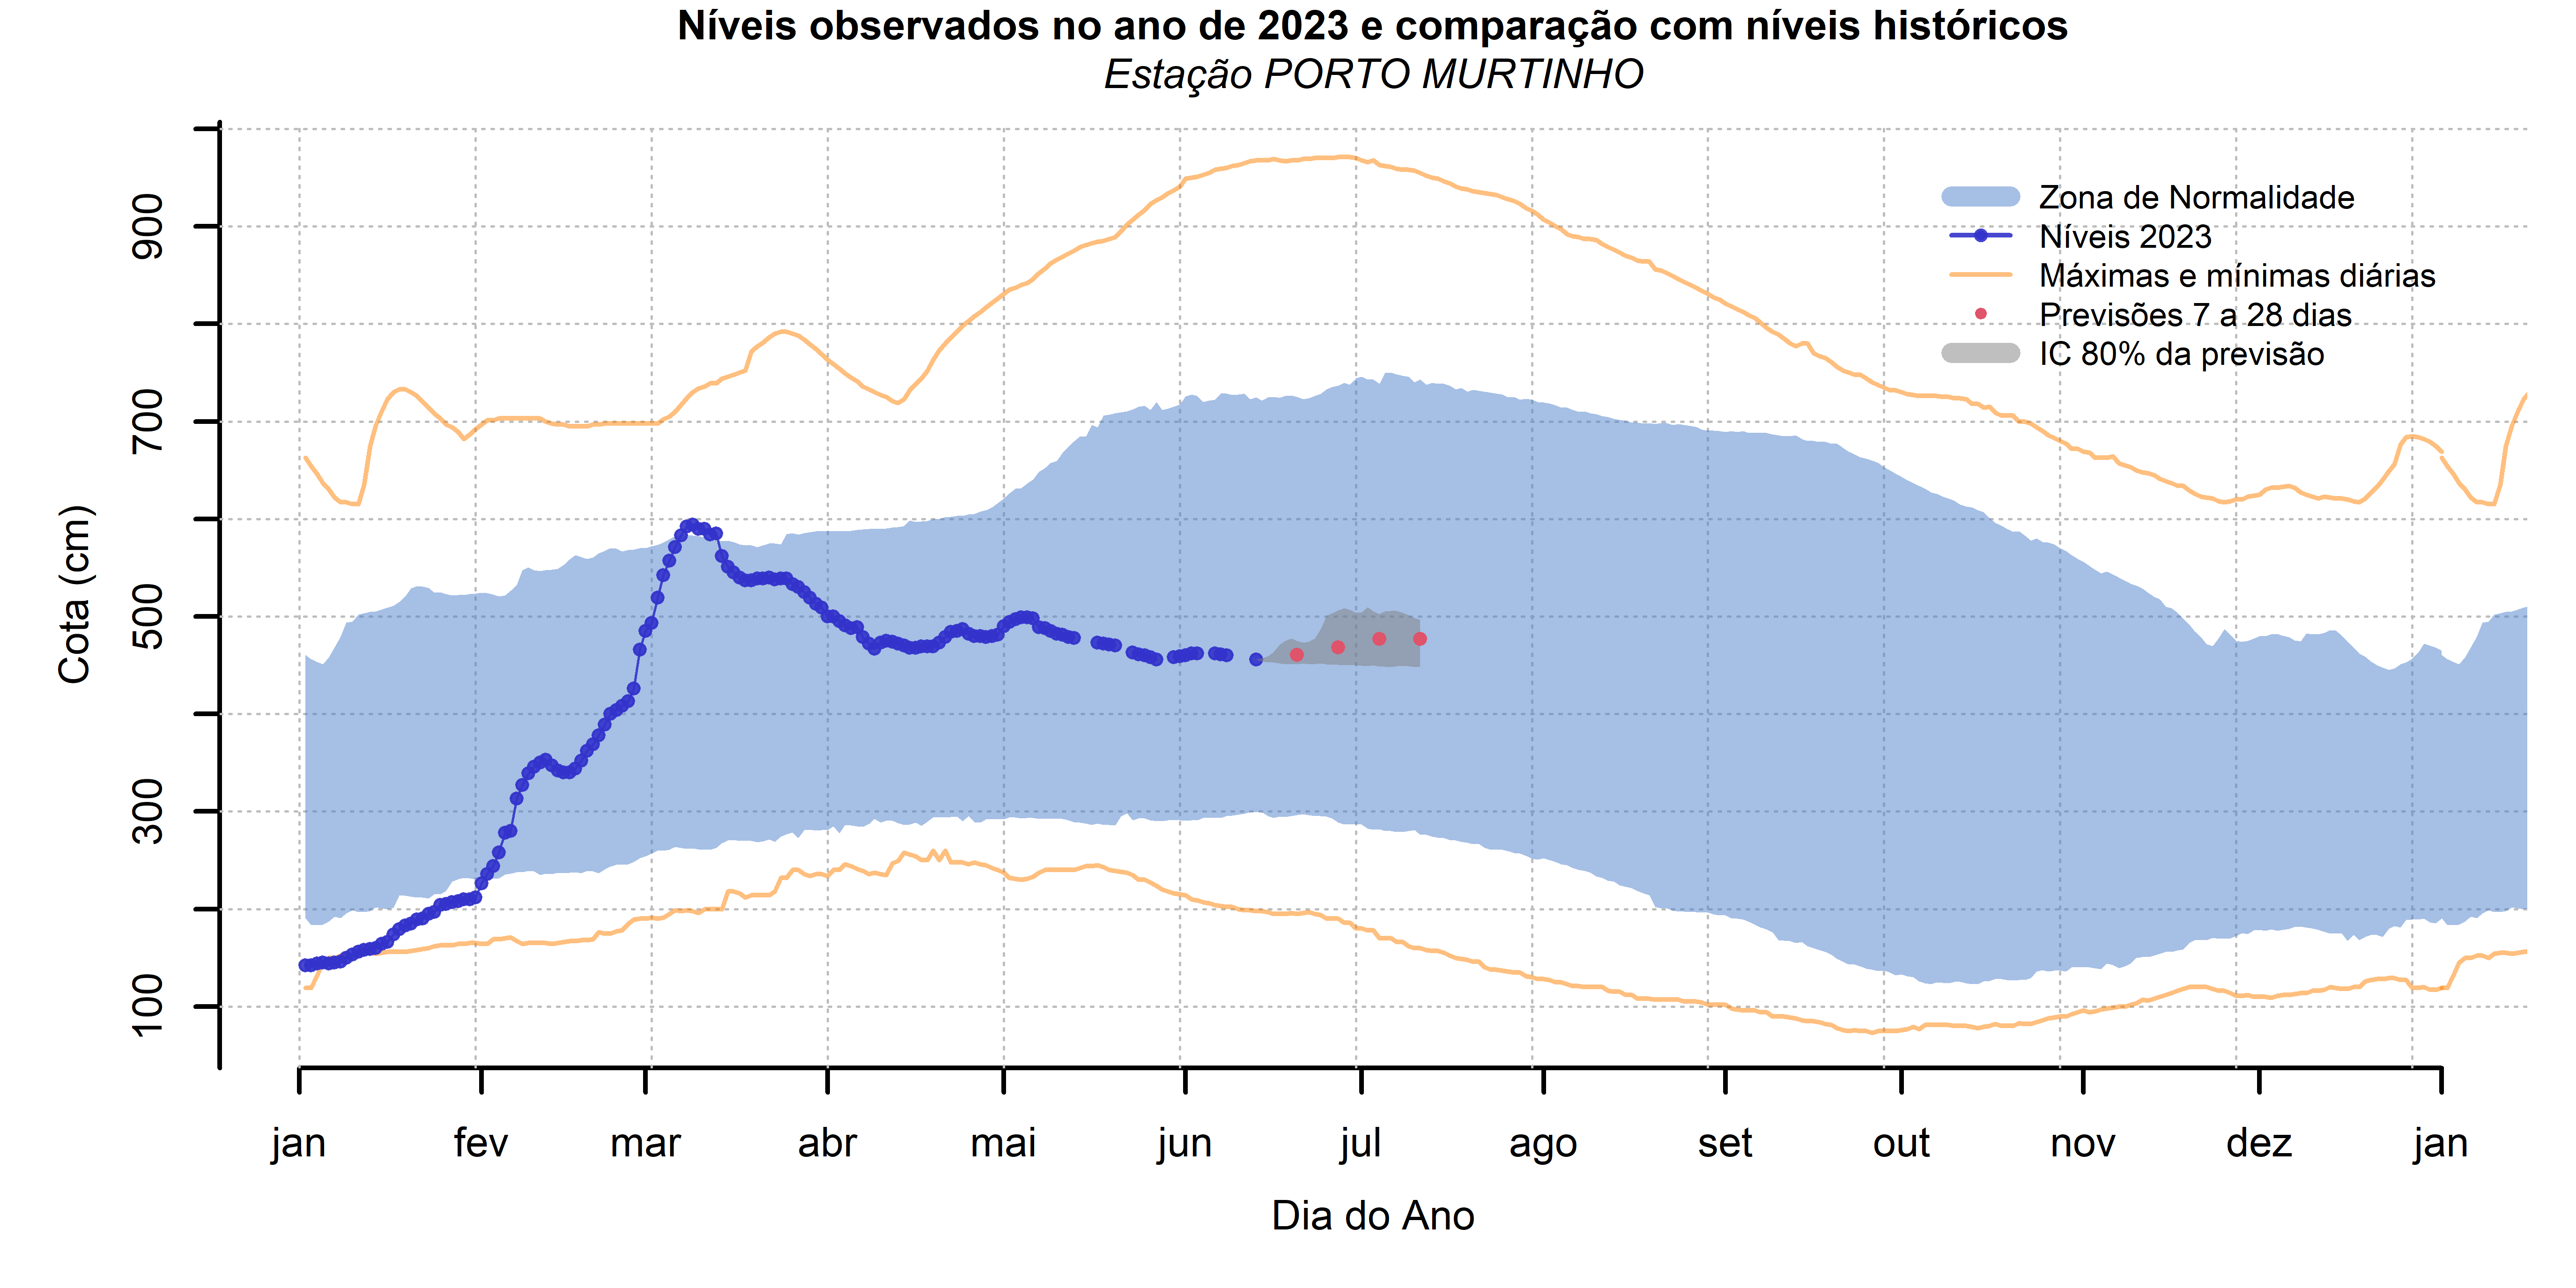 Níveis observados no ano de 2023 e comparação com níveis históricos
Estação PORTO MURTINHO
Zona de Normalidade
Níveis 2023
Máximas e mínimas diárias
Previsões 7 a 28 dias
IC 80% da previsão
Cota (cm)
900
700
500
300
100
jan fev mar abr mai jun jul ago set out nov dez jan
Dia do Ano